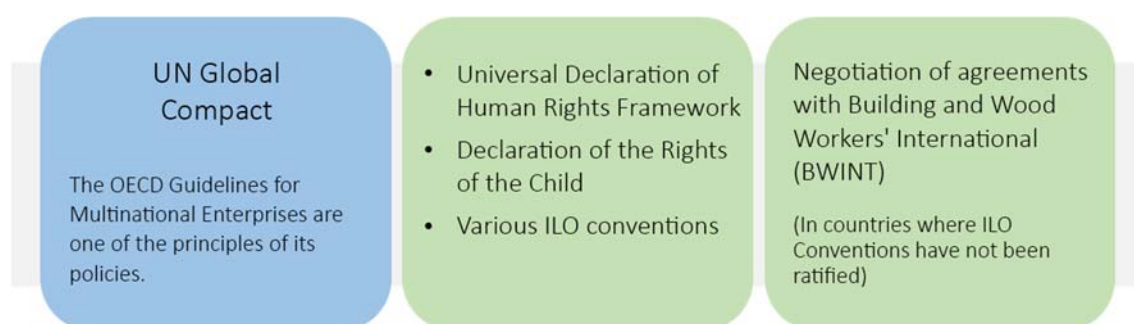 UN Global
Compact
The OECD Guidelines for
Multinational Enterprises are
one of the principles of its
policies.
• Universal Declaration of
Human Rights Framework
• Declaration of the Rights
of the Child
• Various ILO conventions
Negotiation of agreements
with Building and Wood
Workers' International
(BWINT)
(In countries where ILO
Conventions have not been
ratified)